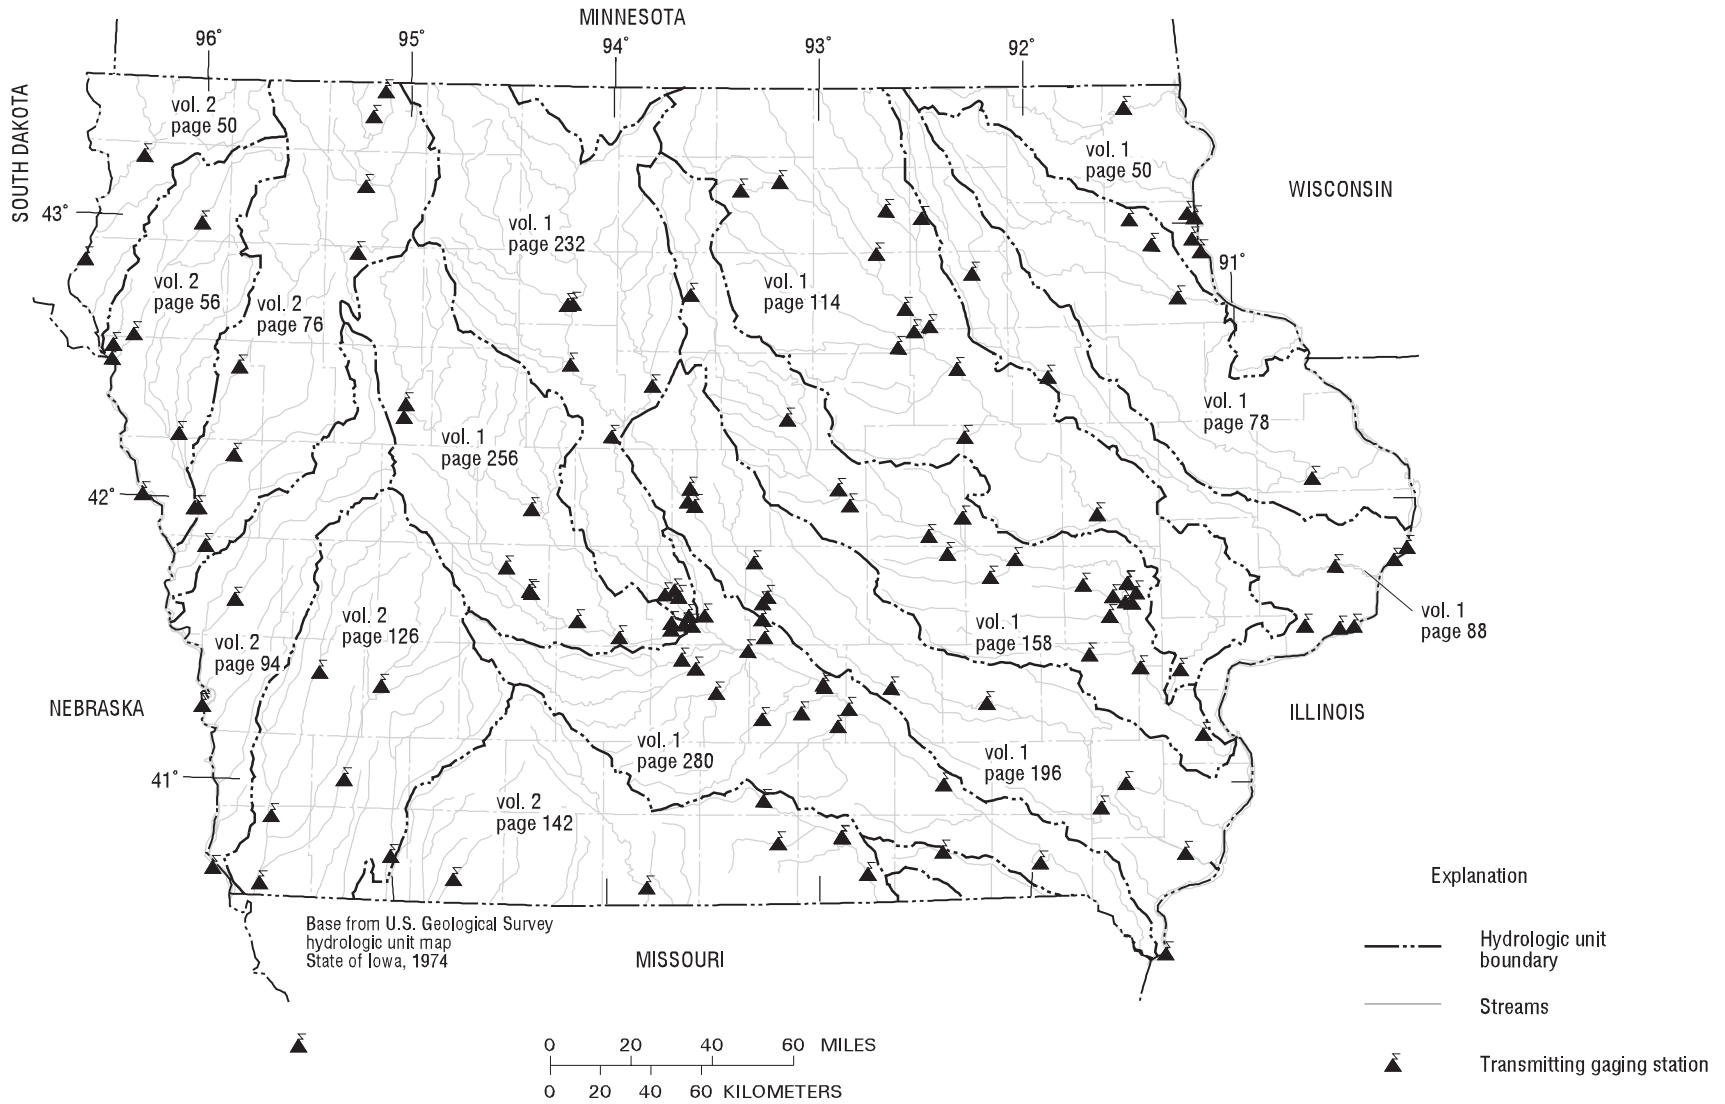 MINNESOTA
96°
95°
94°
93°
92°
SOUTH DAKOTA
vol. 2
page 50
vol. 1
page 50
WISCONSIN
43°
vol. 1
page 232
91°
vol. 2
page 56
vol. 2
page 76
vol. 1
page 114
vol. 1
page 78
vol. 1
page 256
42°
vol. 1
page 88
vol. 2
page 126
vol. 1
page 158
vol. 2
page 94
NEBRASKA
ILLINOIS
vol. 1
page 280
vol. 1
page 196
41°
vol. 2
page 142
Base from U.S. Geological Survey
hydrologic unit map
State of Iowa, 1974
MISSOURI
Explanation
Hydrologic unit
boundary
Streams
Transmitting gaging station
0 20 40 60 MILES
0 20 40 60 KILOMETERS